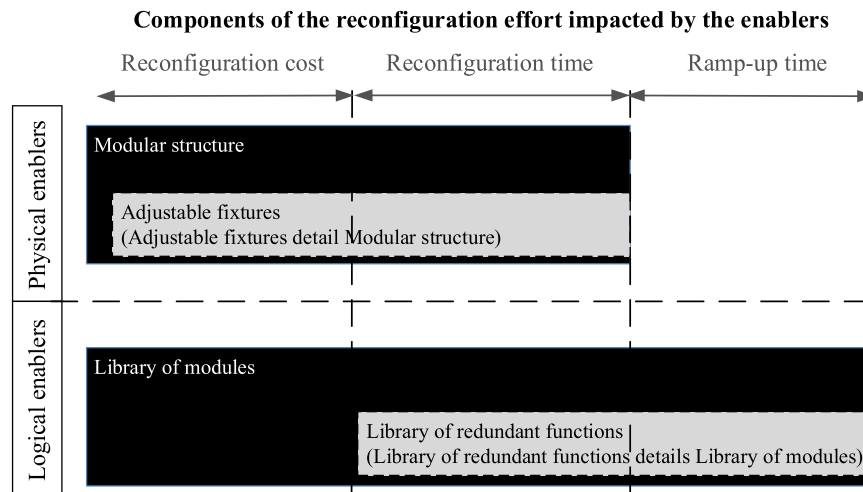 Components of the reconfiguration effort impacted by the enablers
Reconfiguration cost
Reconfiguration time
Ramp-up time
Physical enablers
Modular structure
Adjustable fixtures
(Adjustable fixtures detail Modular structure)
Logical enablers
Library of modules
Library of redundant functions
(Library of redundant functions details Library of modules)